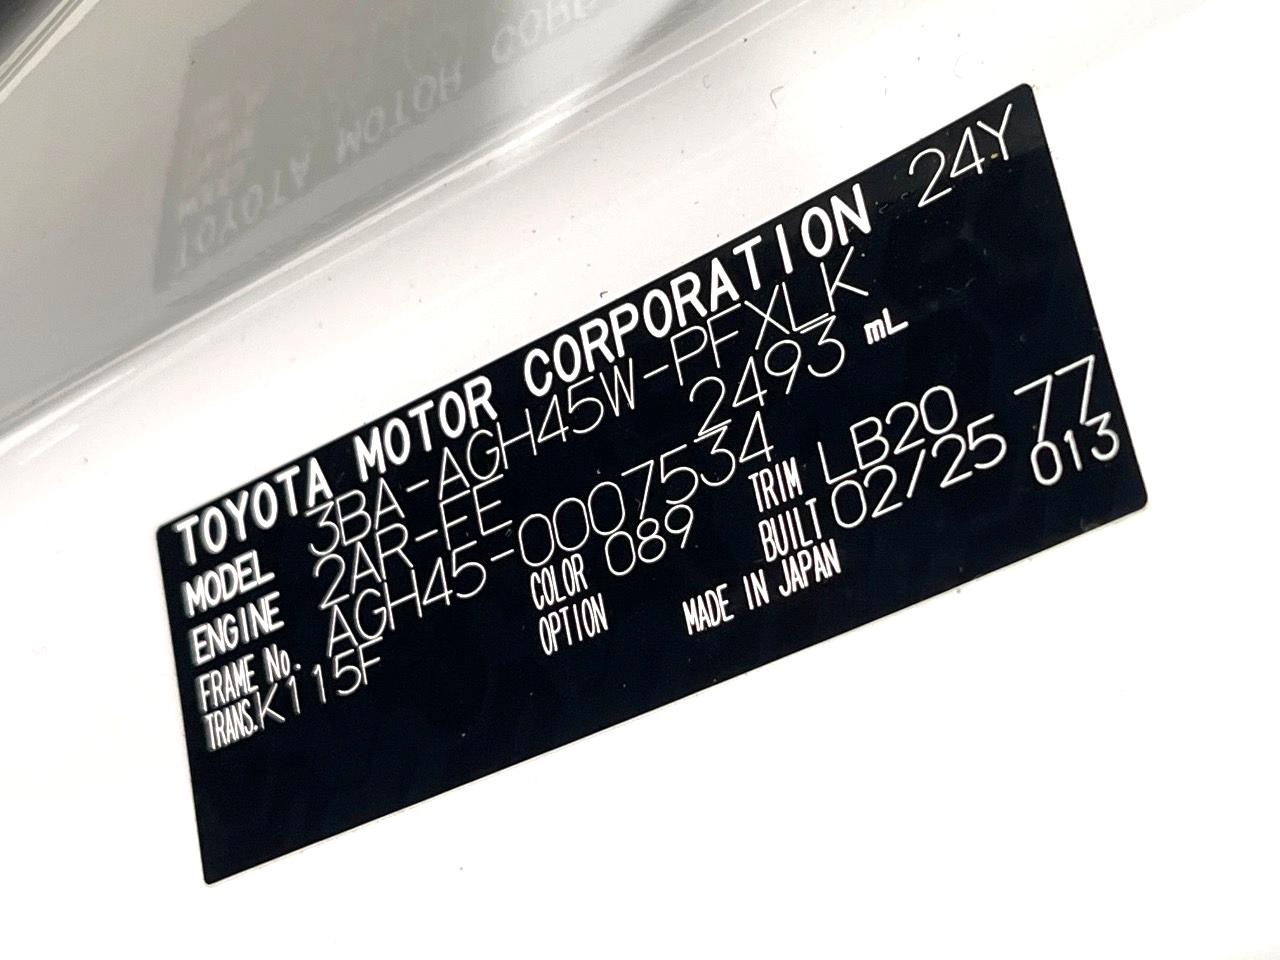 TOYOTA MOTOR CORPORATION 24Y
MODEL 3BA-AGH45W-PFXLK
ENGINE 2AR-FE 2493 mL
FRAME No. AGH45-0007534
COLOR 089 TRIM LB20 77
TRANS. K115F OPTION BUILT 02/25 013
MADE IN JAPAN